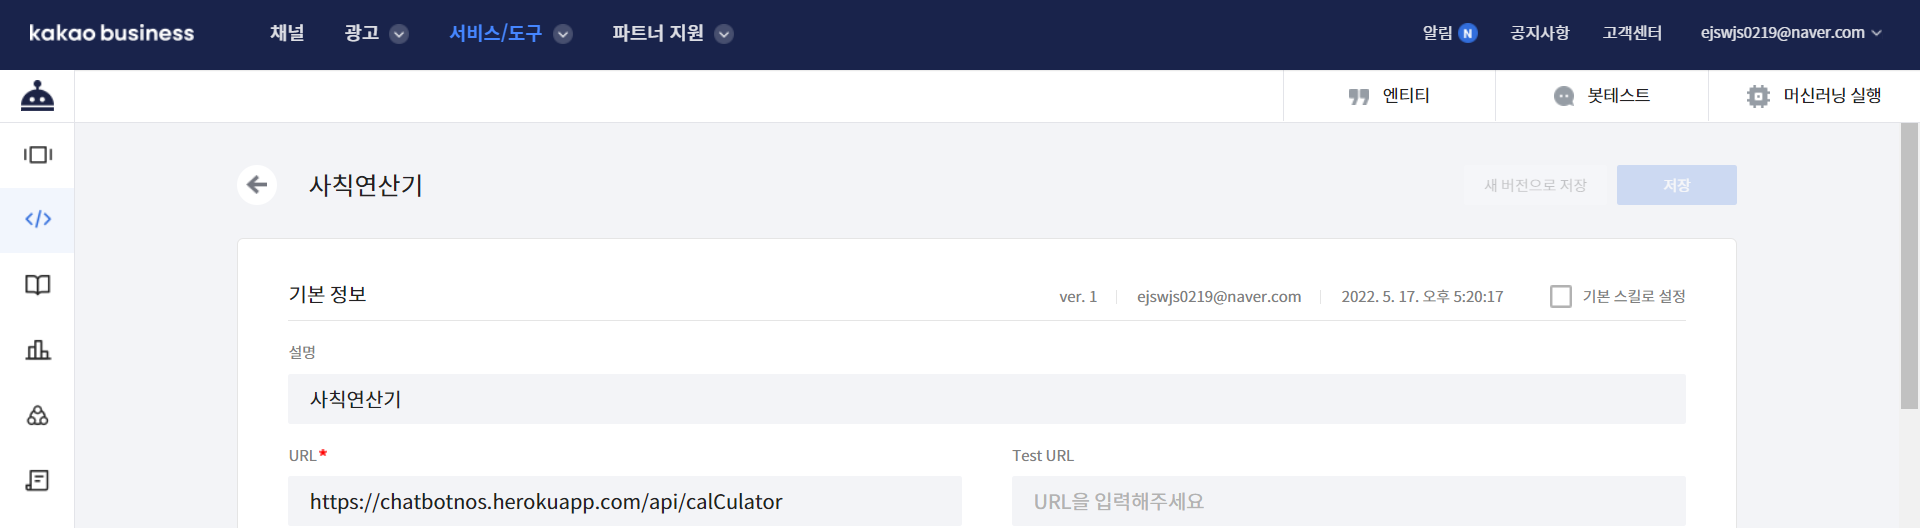 kakao business 채널 광고 서비스/도구 파트너 지원 알림 N 공지사항 고객센터 ejswjs0219@naver.com
엔티티 봇테스트 머신러닝 실행
사칙연산기 새 버전으로 저장 저장
기본 정보 ver. 1 ejswjs0219@naver.com 2022. 5. 17. 오후 5:20:17 기본 스킬로 설정
설명
사칙연산기
URL* Test URL
https://chatbotnos.herokuapp.com/api/calCulator URL을 입력해주세요